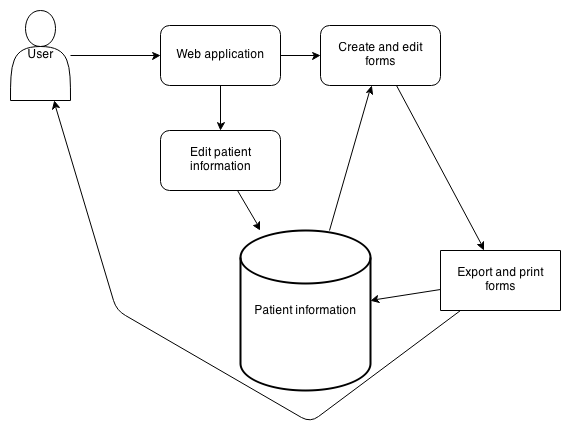 User
Web application
Create and edit
forms
Edit patient
information
Patient information
Export and print
forms